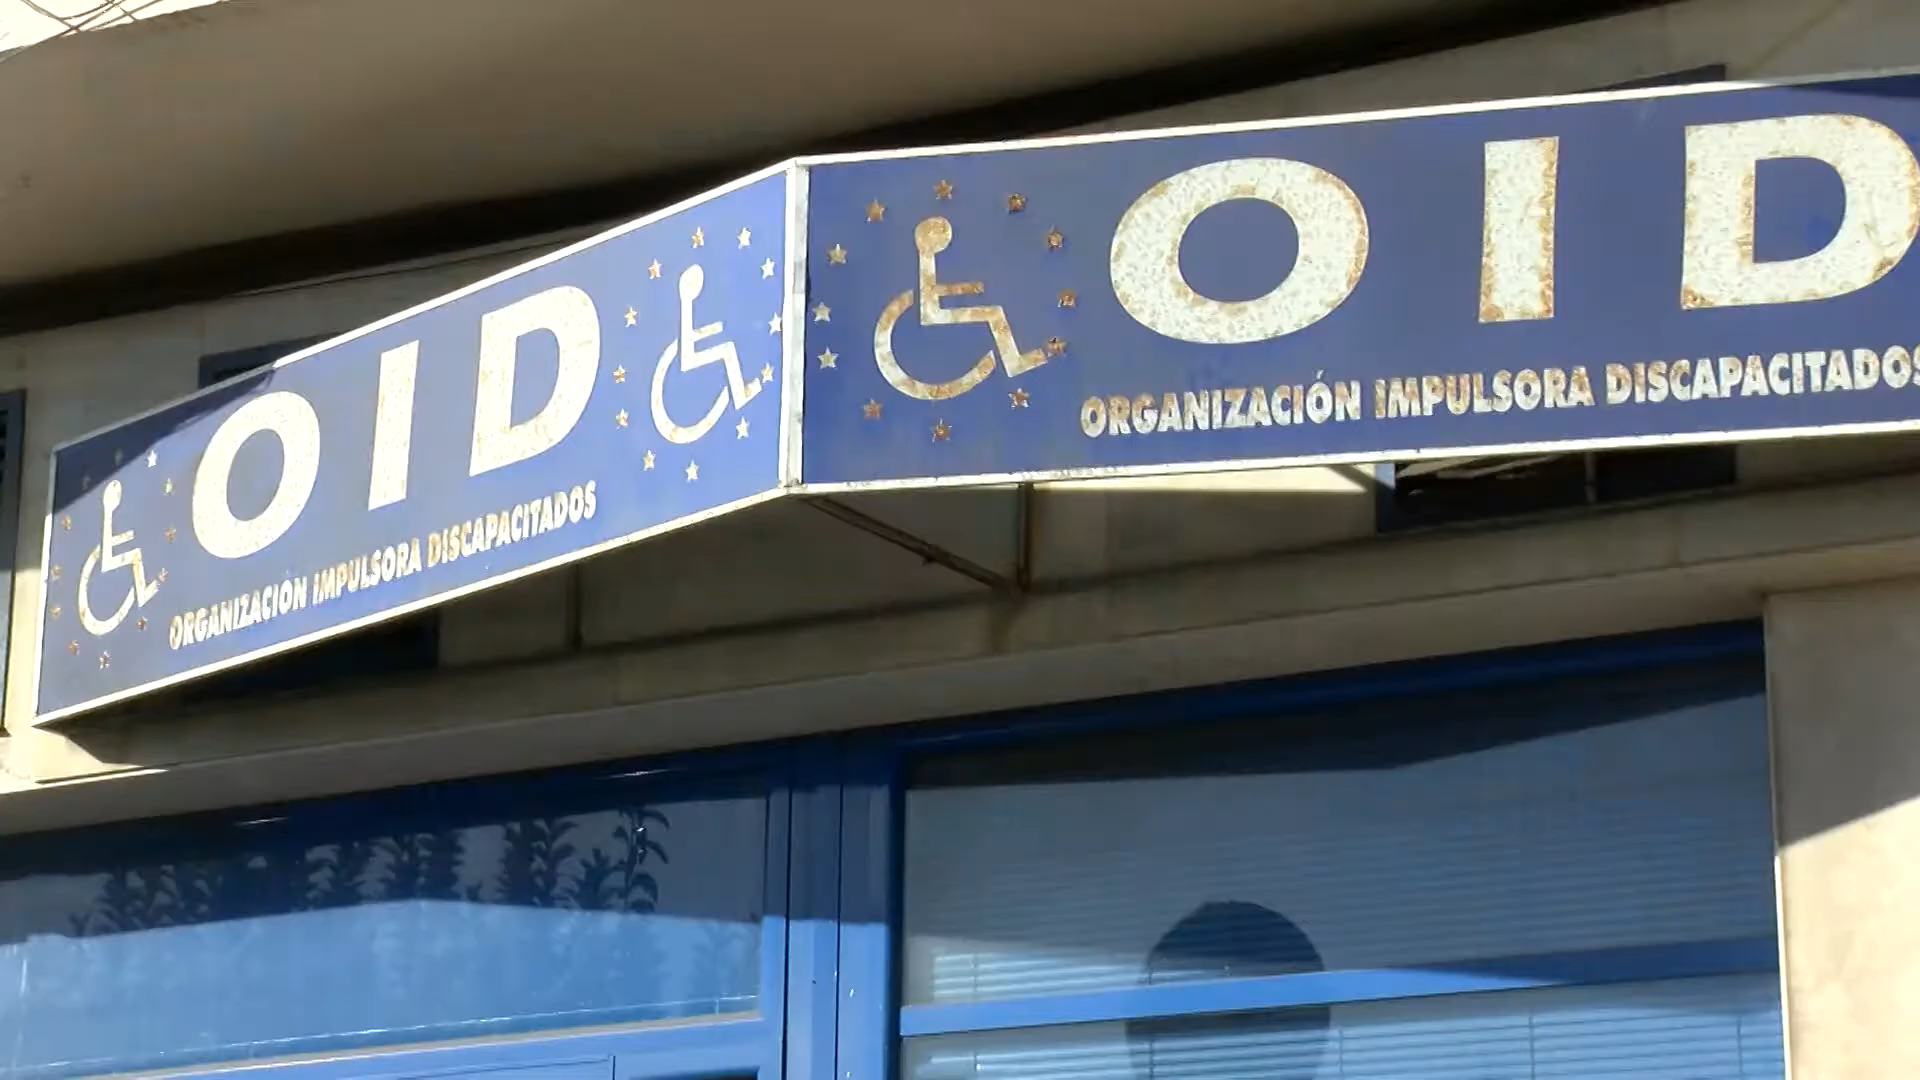 OID
ORGANIZACION IMPULSORA DISCAPACITADOS
OID
ORGANIZACIÓN IMPULSORA DISCAPACITADOS